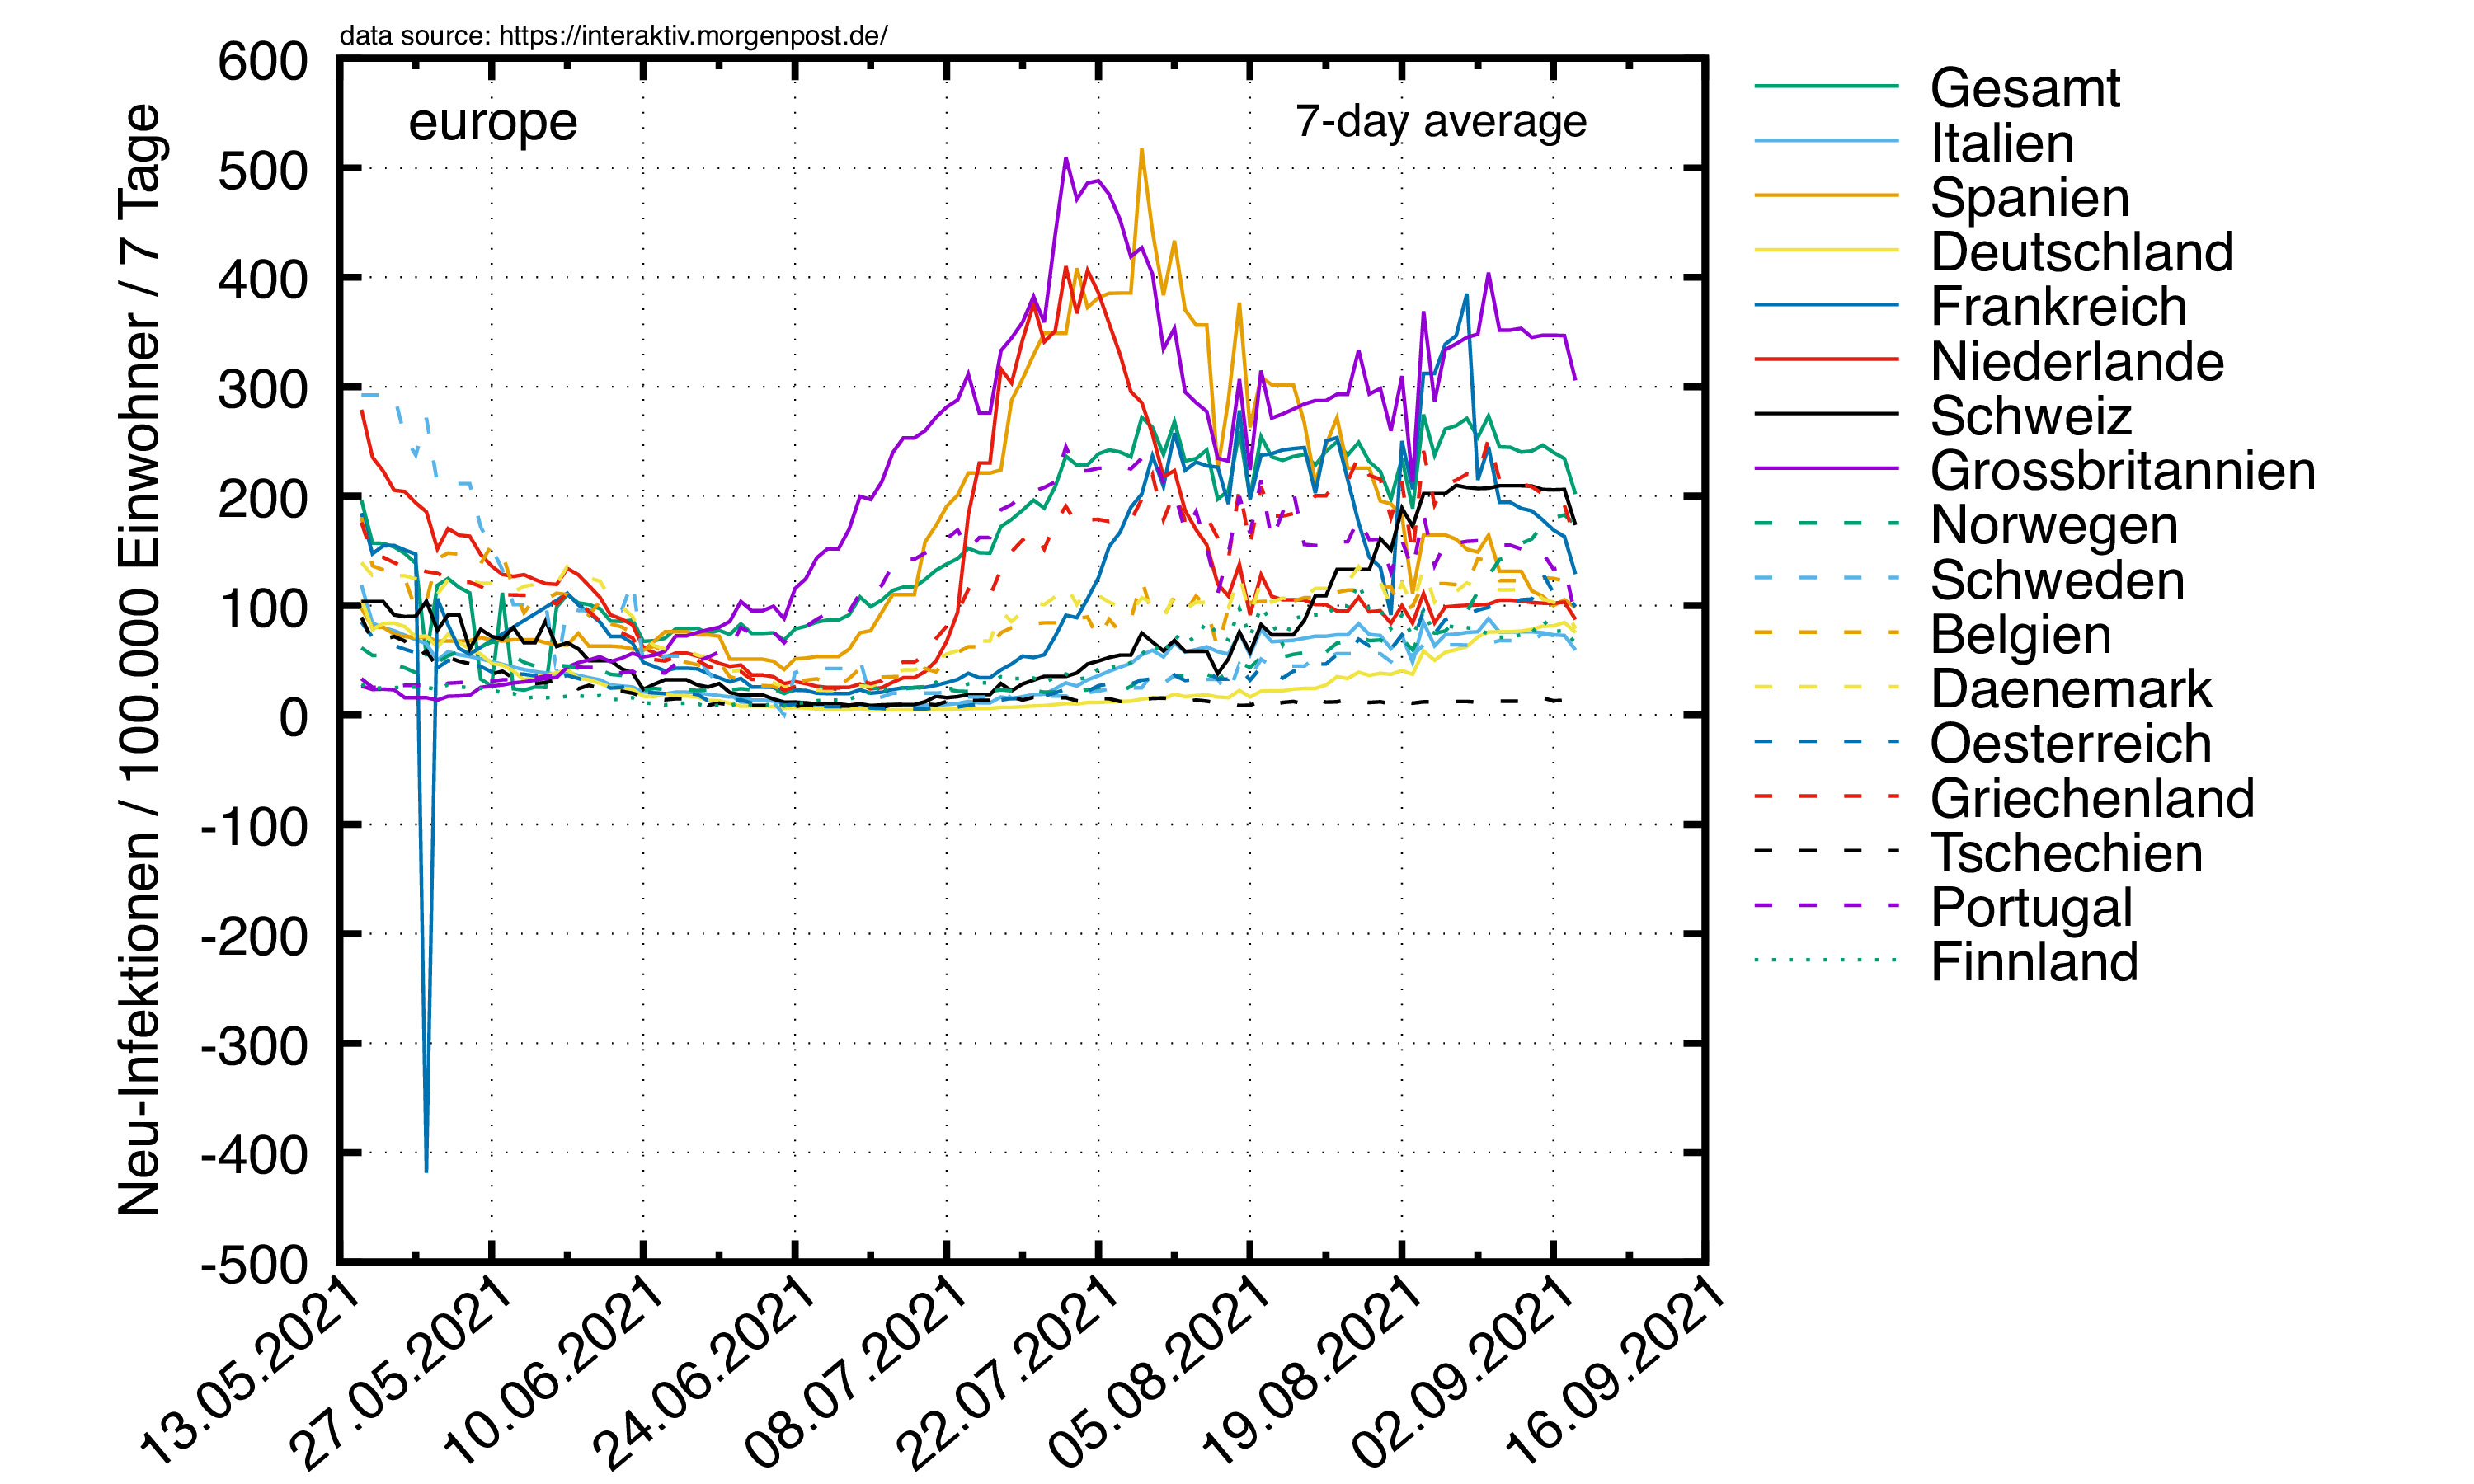 data source: https://interaktiv.morgenpost.de/
europe
7-day average
Neu-Infektionen / 100.000 Einwohner / 7 Tage
600
500
400
300
200
100
0
-100
-200
-300
-400
-500
13.05.2021
27.05.2021
10.06.2021
24.06.2021
08.07.2021
22.07.2021
05.08.2021
19.08.2021
02.09.2021
16.09.2021
Gesamt
Italien
Spanien
Deutschland
Frankreich
Niederlande
Schweiz
Grossbritannien
Norwegen
Schweden
Belgien
Daenemark
Oesterreich
Griechenland
Tschechien
Portugal
Finnland